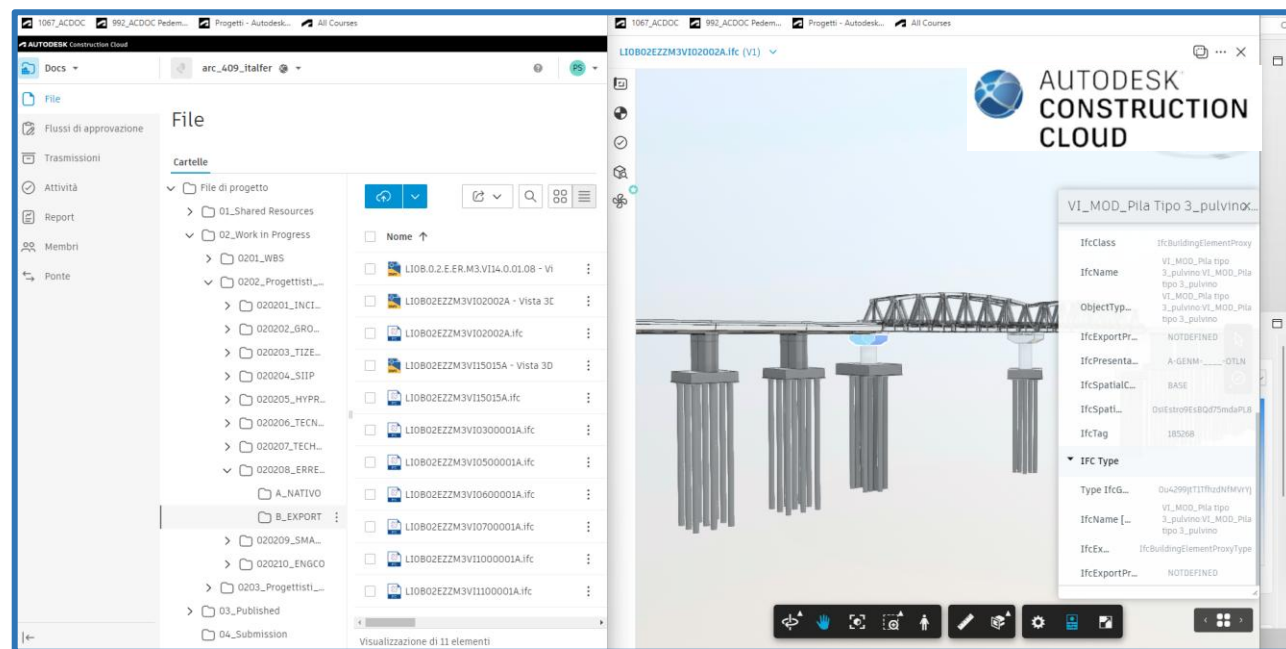 1067_ACDOC 992_ACDOC Pedem... Progetti - Autodesk... All Courses
AUTODESK Construction Cloud
Docs
arc_409_italfer
PS
File
Flussi di approvazione
Trasmissioni
Attività
Report
Membri
Ponte
File
Cartelle
File di progetto
01_Shared Resources
02_Work in Progress
0201_WBS
0202_Progettisti_...
020201_INCI...
020202_GRO...
020203_TIZE...
020204_SIIP
020205_HYPR...
020206_TECN...
020207_TECH...
020208_ERRE...
A_NATIVO
B_EXPORT
020209_SMA...
020210_ENGCO
0203_Progettisti_...
03_Published
04_Submission
Nome
LI0B.0.2.E.ER.M3.VI14.0.01.08 - Vi
LI0B02EZZM3VI02002A - Vista 3D
LI0B02EZZM3VI02002A.ifc
LI0B02EZZM3VI15015A - Vista 3D
LI0B02EZZM3VI15015A.ifc
LI0B02EZZM3VI0300001A.ifc
LI0B02EZZM3VI0500001A.ifc
LI0B02EZZM3VI0600001A.ifc
LI0B02EZZM3VI0700001A.ifc
LI0B02EZZM3VI1000001A.ifc
LI0B02EZZM3VI1100001A.ifc
Visualizzazione di 11 elementi
1067_ACDOC 992_ACDOC Pedem... Progetti - Autodesk... All Courses
LI0B02EZZM3VI02002A.ifc (V1)
AUTODESK
CONSTRUCTION
CLOUD
VI_MOD_Pila Tipo 3_pulvino...
IfcClass IfcBuildingElementProxy
IfcName VI_MOD_Pila tipo
3_pulvino:VI_MOD_Pila
tipo 3_pulvino
ObjectTyp... VI_MOD_Pila tipo
3_pulvino:VI_MOD_Pila
tipo 3_pulvino
IfcExportPr... NOTDEFINED
IfcPresenta... A-GENM-____-OTLN
IfcSpatialC... BASE
IfcSpati...
IfcTag 185268
IFC Type
Type IfcG...
IfcName [... VI_MOD_Pila tipo
3_pulvino:VI_MOD_Pila
tipo 3_pulvino
IfcEx... IfcBuildingElementProxyType
IfcExportPr... NOTDEFINED